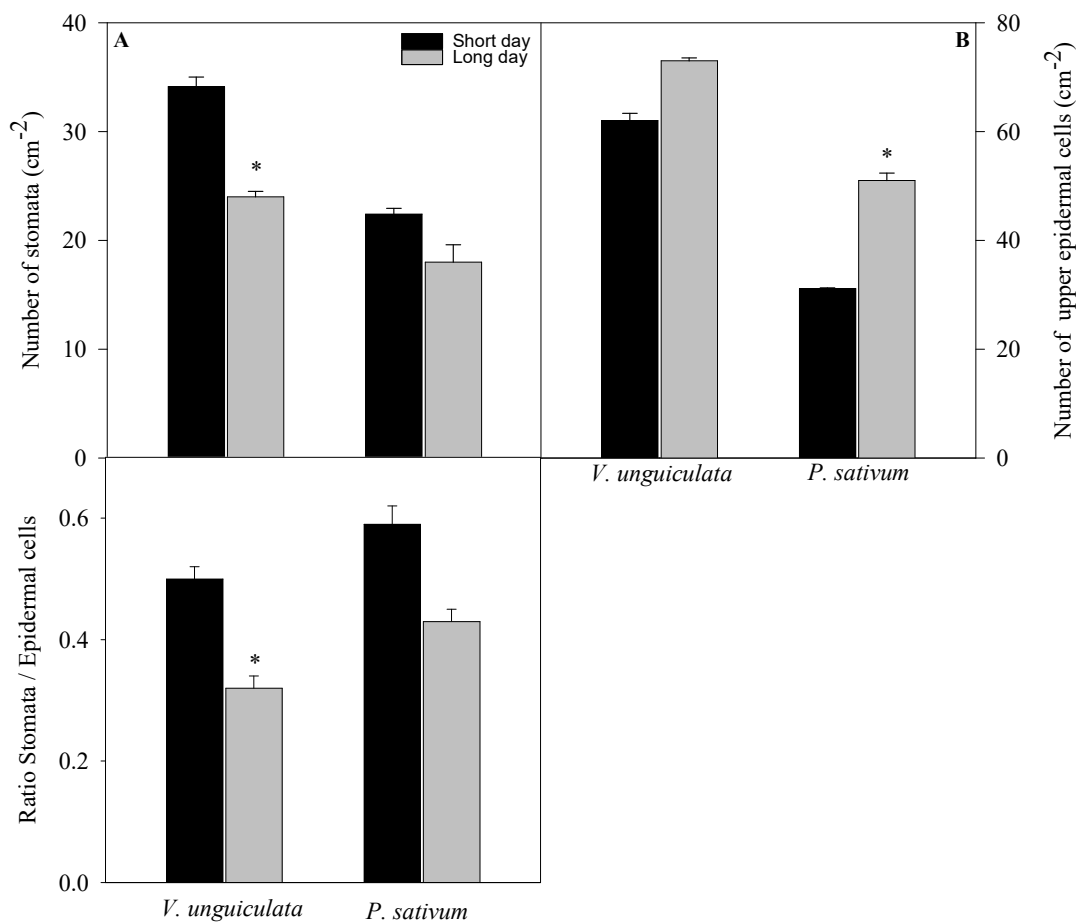 A
Short day
Long day
B
Number of stomata (cm-2)
40
30
20
10
0
80
60
40
20
0
Number of upper epidermal cells (cm-2)
*
*
V. unguiculata
P. sativum
Ratio Stomata / Epidermal cells
0.6
0.4
0.2
0.0
*
V. unguiculata
P. sativum